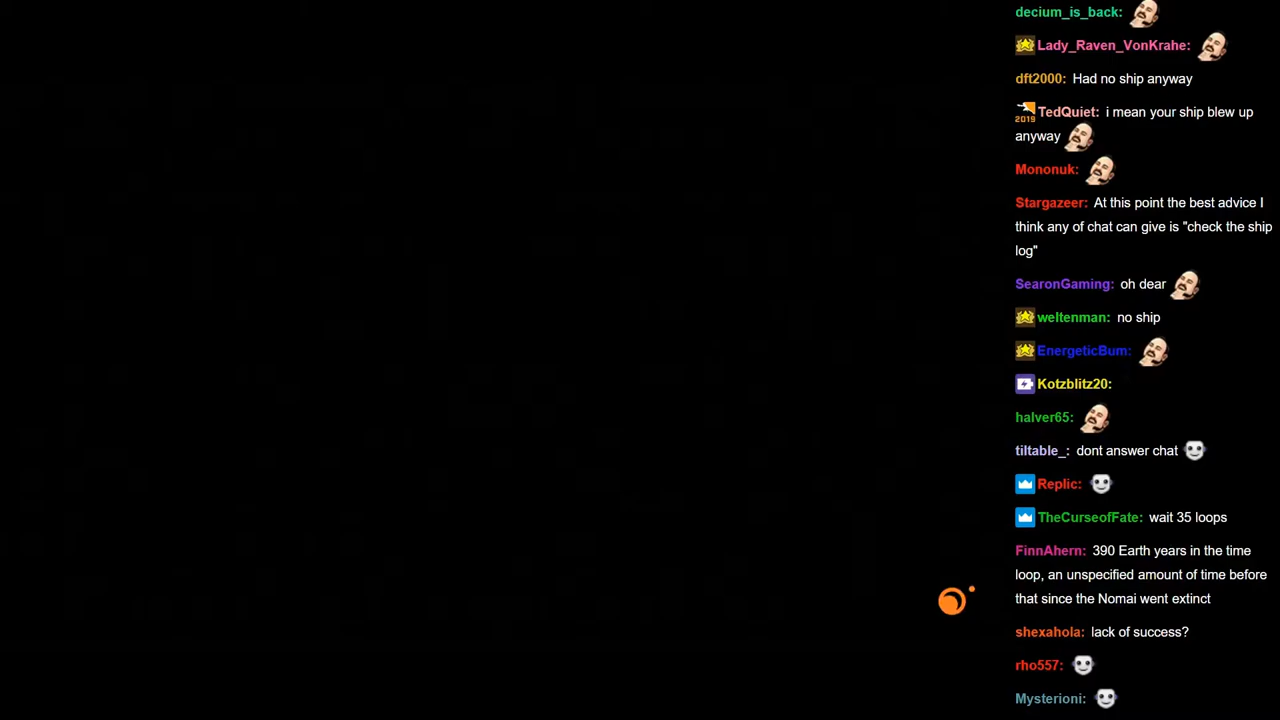 decium_is_back:
Lady_Raven_VonKrahe:
dft2000: Had no ship anyway
2019 TedQuiet: i mean your ship blew up
anyway
Mononuk:
Stargazeer: At this point the best advice I
think any of chat can give is "check the ship
log"
SearonGaming: oh dear
weltenman: no ship
EnergeticBum:
Kotzblitz20:
halver65:
tiltable_: dont answer chat
Replic:
TheCurseofFate: wait 35 loops
FinnAhern: 390 Earth years in the time
loop, an unspecified amount of time before
that since the Nomai went extinct
shexahola: lack of success?
rho557:
Mysterioni: